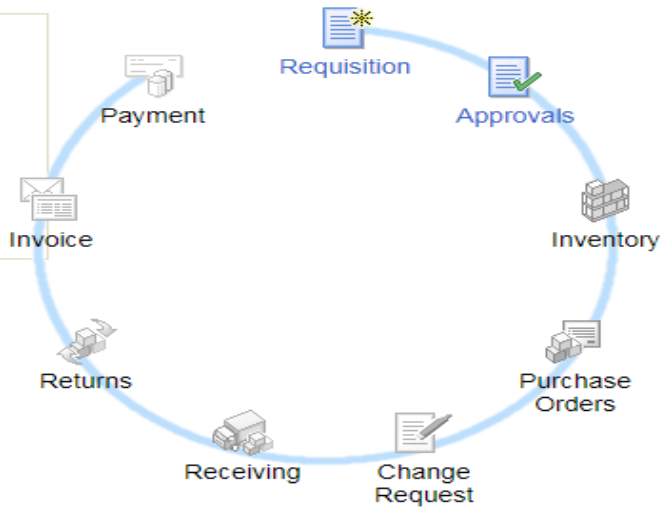 Requisition
Approvals
Inventory
Purchase
Orders
Change
Request
Receiving
Returns
Invoice
Payment